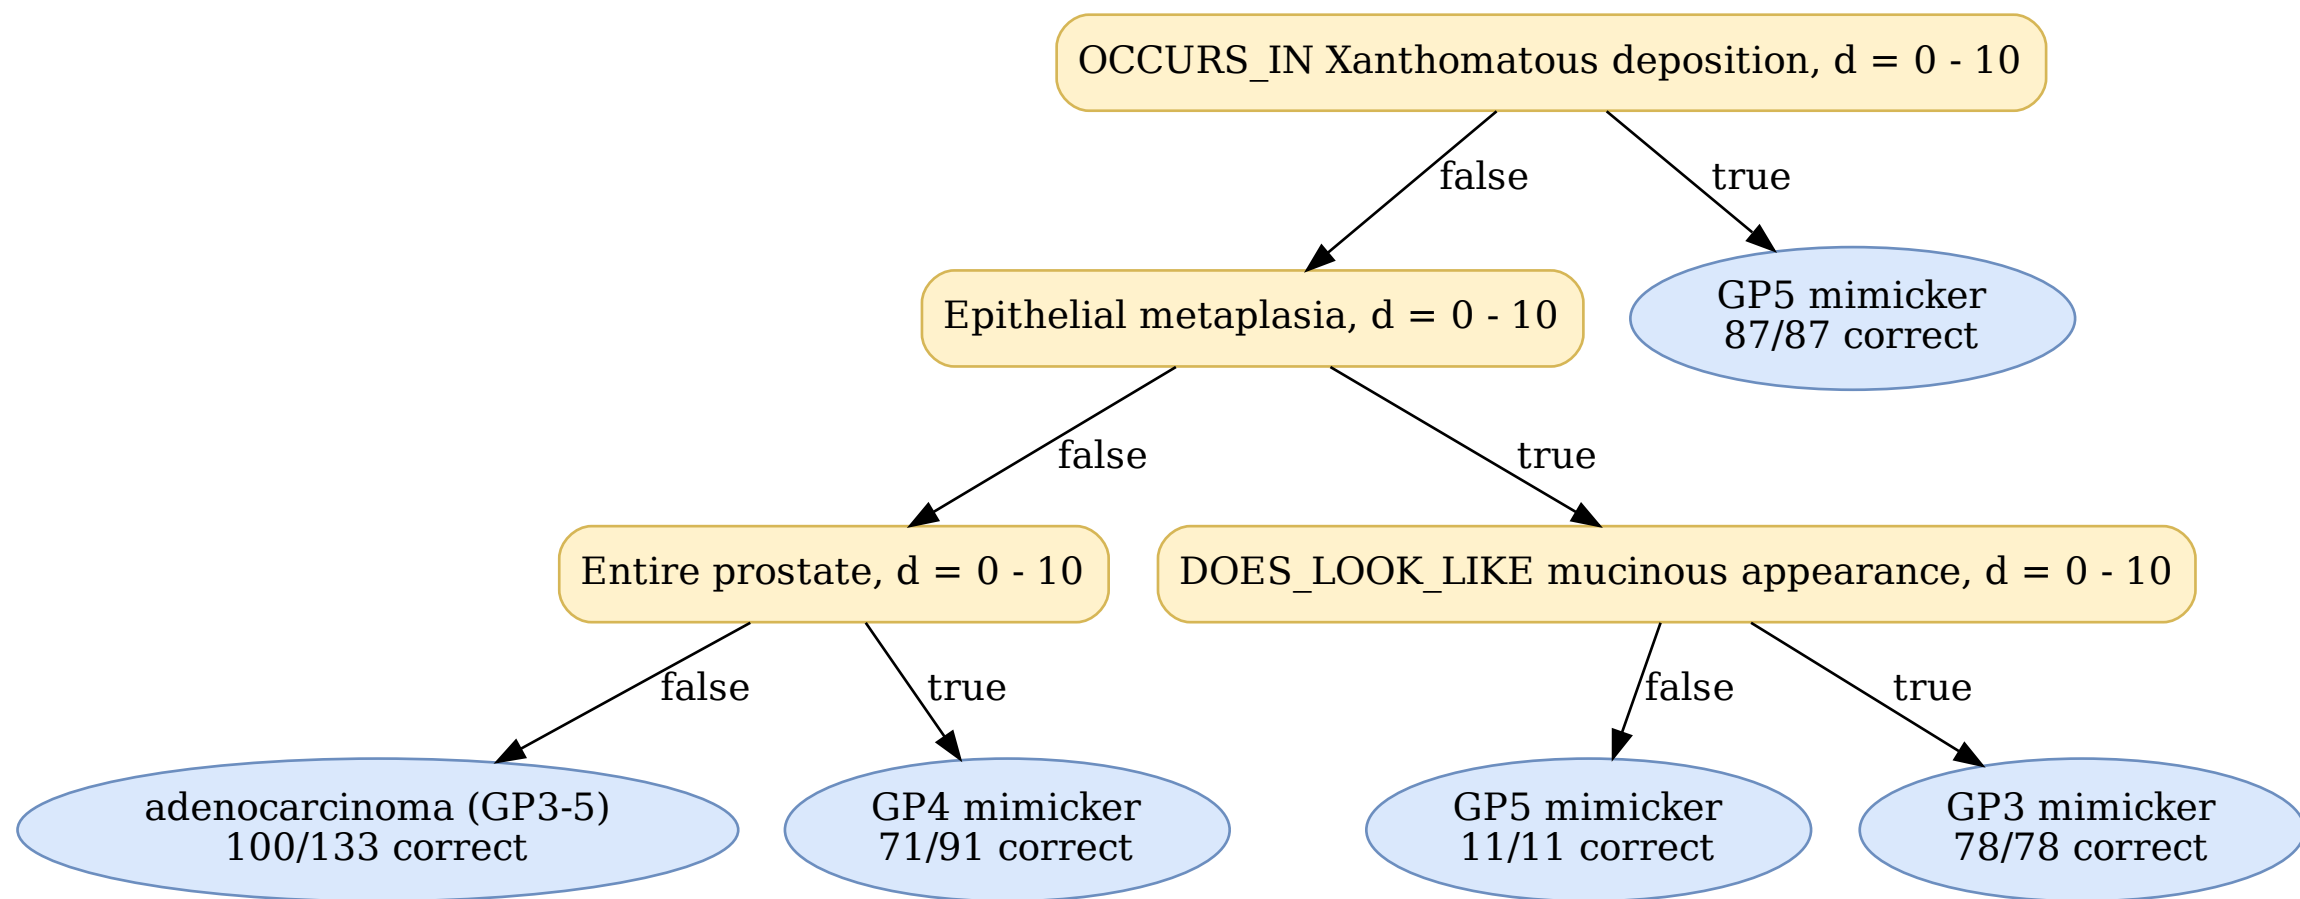 OCCURS_IN Xanthomatous deposition, d = 0 - 10
false
true
Epithelial metaplasia, d = 0 - 10
GP5 mimicker
87/87 correct
false
true
Entire prostate, d = 0 - 10
DOES_LOOK_LIKE mucinous appearance, d = 0 - 10
false
true
false
true
adenocarcinoma (GP3-5)
100/133 correct
GP4 mimicker
71/91 correct
GP5 mimicker
11/11 correct
GP3 mimicker
78/78 correct